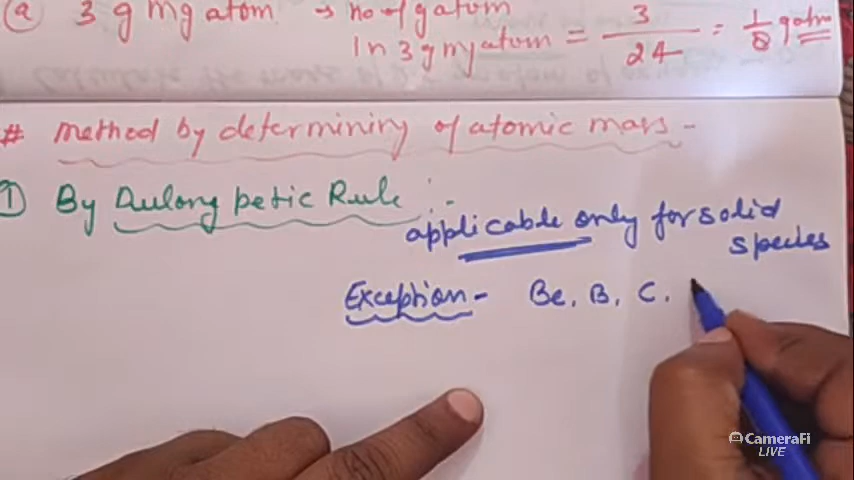 (a) 3 g mg atom → no of g atom
in 3 g mg atom = 3/24 = 1/8 g atm
# Method by determining of atomic mass -
① By Dulong petic Rule :-
applicable only for solid
species
Exception - Be, B, C,
CameraFi
LIVE